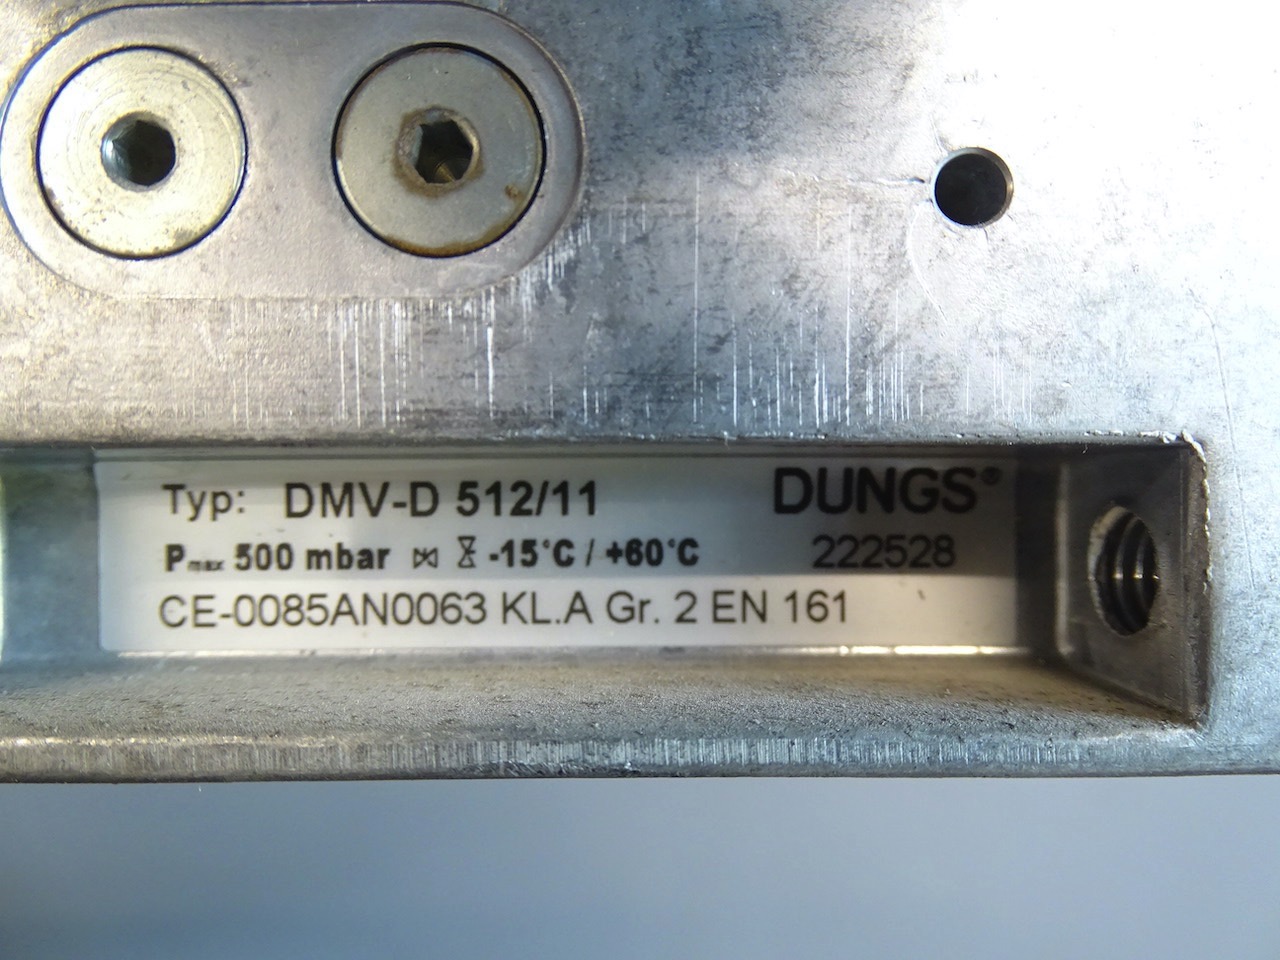 Typ: DMV-D 512/11 DUNGS®
Pmax 500 mbar -15°C / +60°C 222528
CE-0085AN0063 KL.A Gr. 2 EN 161